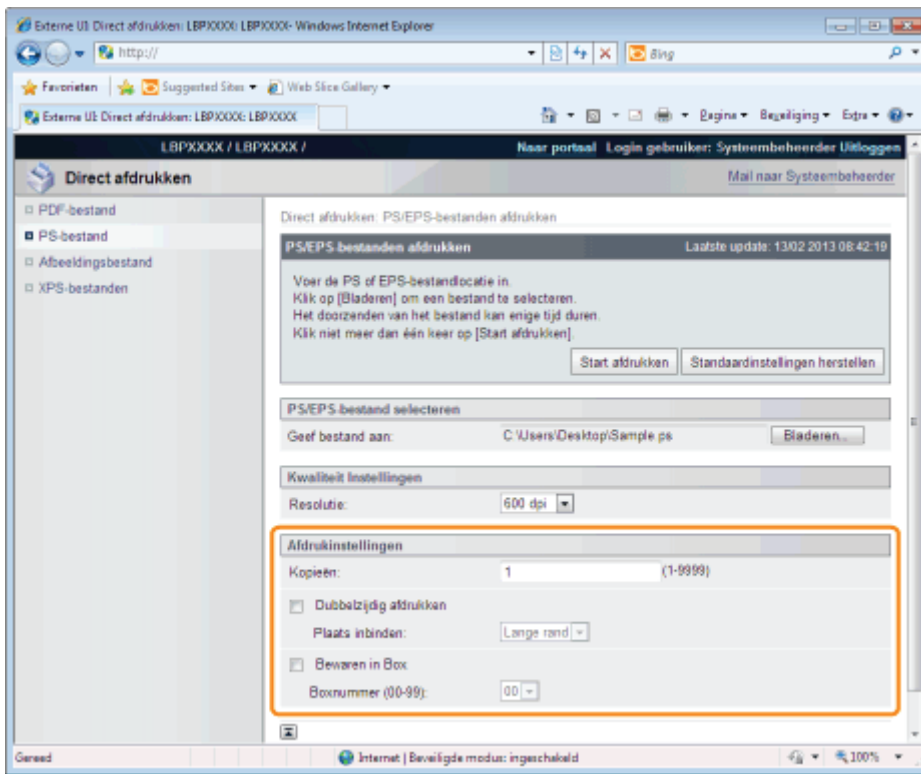 Externe UI: Direct afdrukken: LBPXXXX: LBPXXXX- Windows Internet Explorer
http://
Bing
Favorieten Suggested Sites Web Slice Gallery
Externe UI: Direct afdrukken: LBPXXXX: LBPXXXX
Pagina Beveiliging Extra
LBPXXXX / LBPXXXX /
Naar portaal Login gebruiker: Systeembeheerder Uitloggen
Direct afdrukken
Mail naar Systeembeheerder
PDF-bestand
PS-bestand
Afbeeldingsbestand
XPS-bestanden
Direct afdrukken: PS/EPS-bestanden afdrukken
PS/EPS-bestanden afdrukken
Laatste update: 13/02 2013 08:42:19
Voer de PS of EPS-bestandlocatie in.
Klik op [Bladeren] om een bestand te selecteren.
Het doorzenden van het bestand kan enige tijd duren.
Klik niet meer dan één keer op [Start afdrukken].
Start afdrukken
Standaardinstellingen herstellen
PS/EPS-bestand selecteren
Geef bestand aan: C:\Users\Desktop\Sample.ps Bladeren...
Kwaliteit Instellingen
Resolutie: 600 dpi
Afdrukinstellingen
Kopieën: 1 (1-9999)
Dubbelzijdig afdrukken
Plaats inbinden: Lange rand
Bewaren in Box
Boxnummer (00-99): 00
Gereed
Internet | Beveiligde modus: ingeschakeld
100%